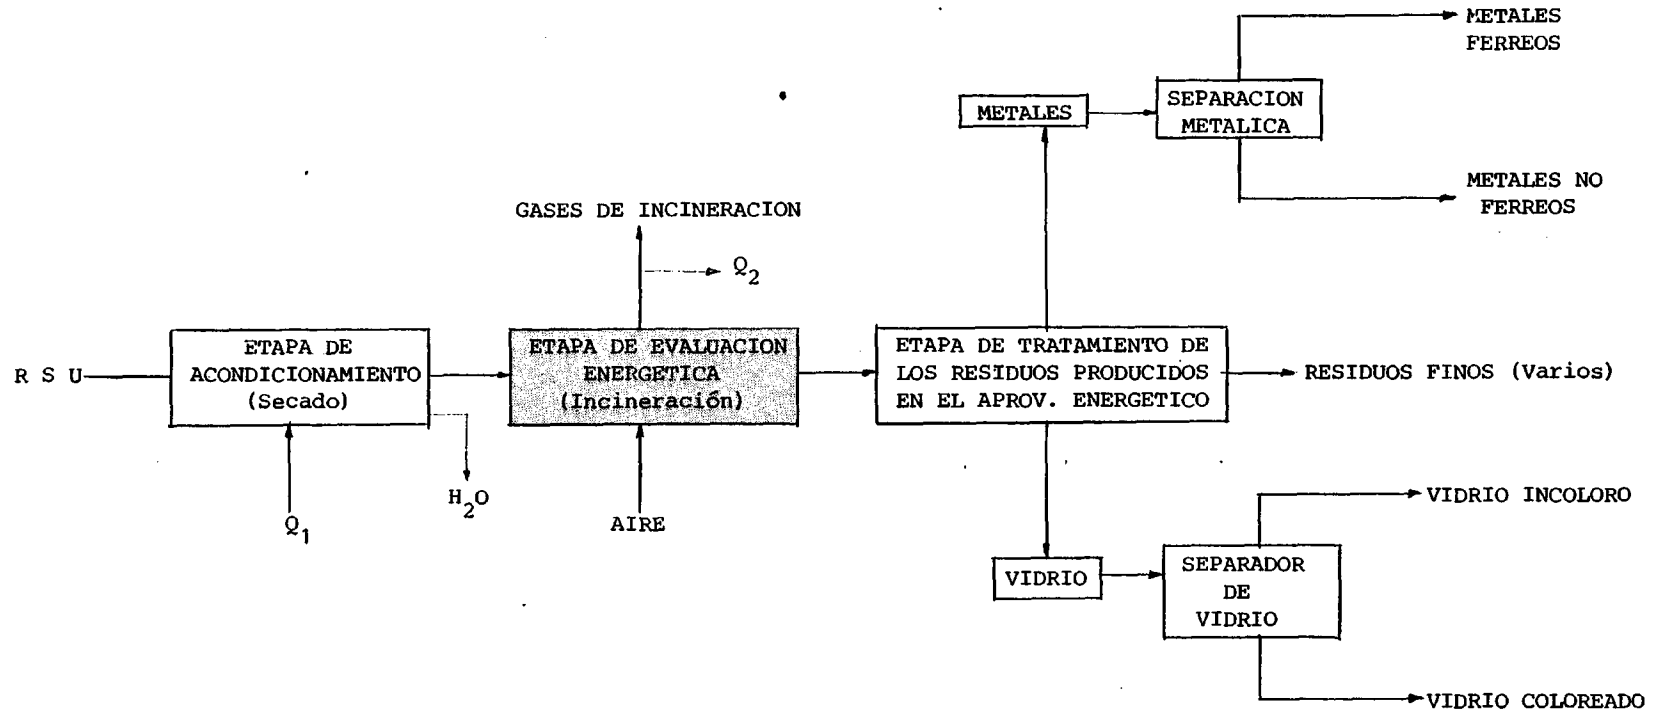 METALES
FERREOS
METALES
SEPARACION
METALICA
METALES NO
FERREOS
GASES DE INCINERACION
Q2
R S U
ETAPA DE
ACONDICIONAMIENTO
(Secado)
ETAPA DE EVALUACION
ENERGETICA
(Incineración)
ETAPA DE TRATAMIENTO DE
LOS RESIDUOS PRODUCIDOS
EN EL APROV. ENERGETICO
RESIDUOS FINOS (Varios)
H2O
Q1
AIRE
VIDRIO INCOLORO
VIDRIO
SEPARADOR
DE
VIDRIO
VIDRIO COLOREADO